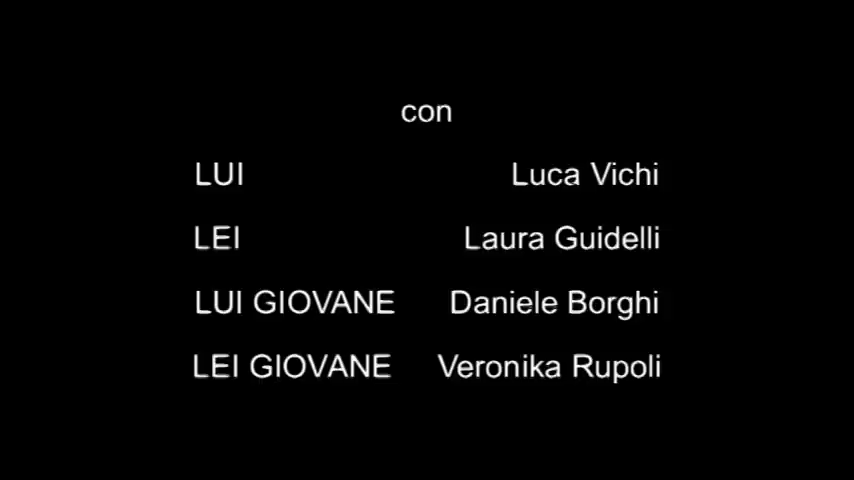 con
LUI Luca Vichi
LEI Laura Guidelli
LUI GIOVANE Daniele Borghi
LEI GIOVANE Veronika Rupoli